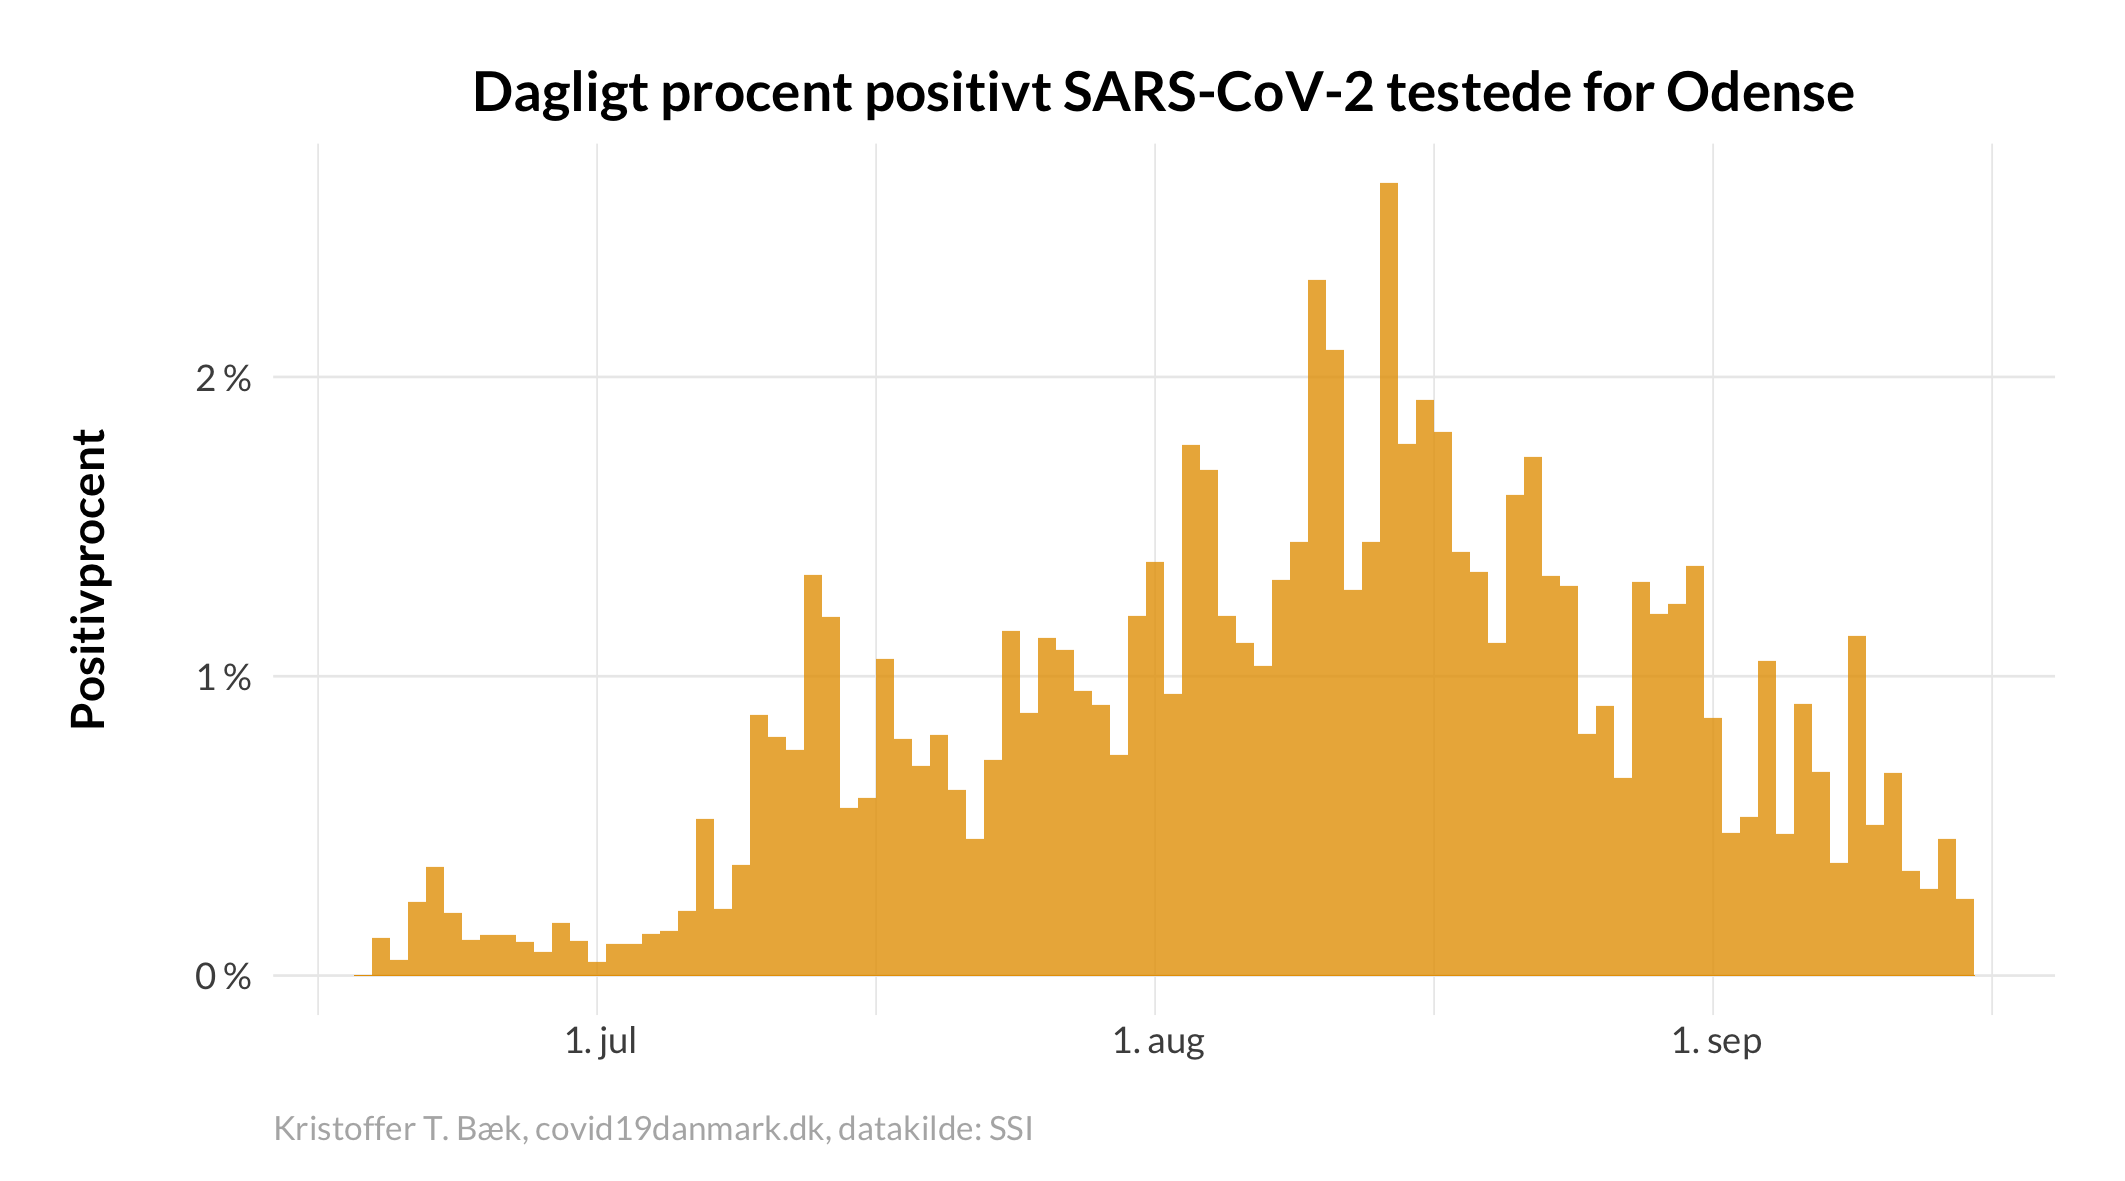 Dagligt procent positivt SARS-CoV-2 testede for Odense
Positivprocent
2 %
1 %
0 %
1. jul
1. aug
1. sep
Kristoffer T. Bæk, covid19danmark.dk, datakilde: SSI